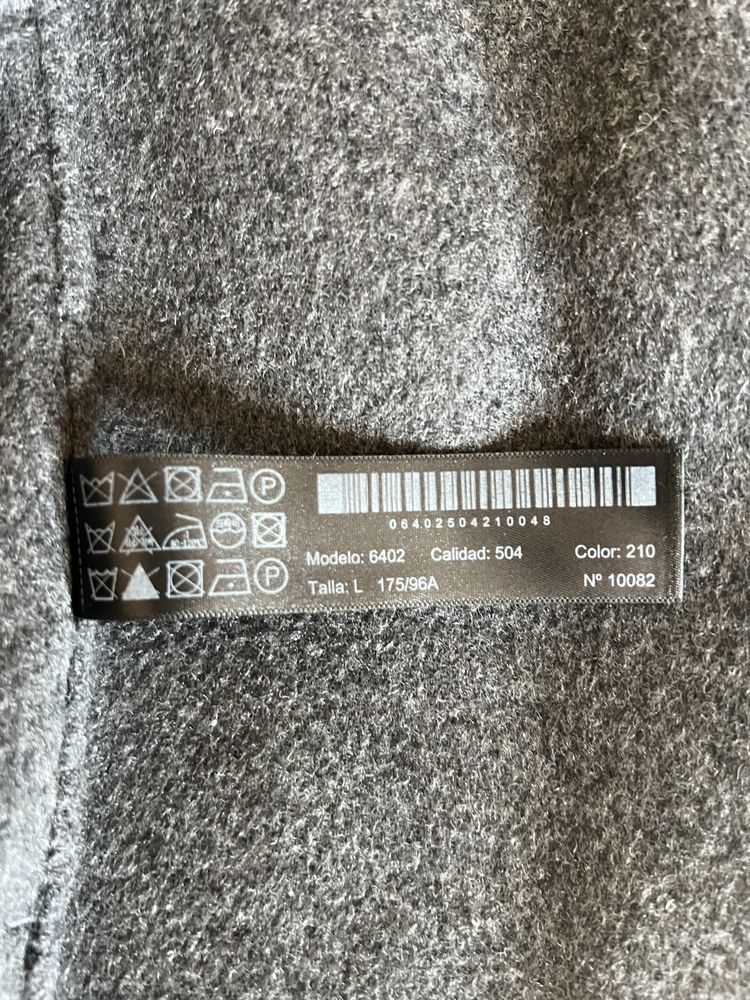 06402504210048
Modelo: 6402 Calidad: 504 Color: 210
Talla: L 175/96A Nº 10082
P
P